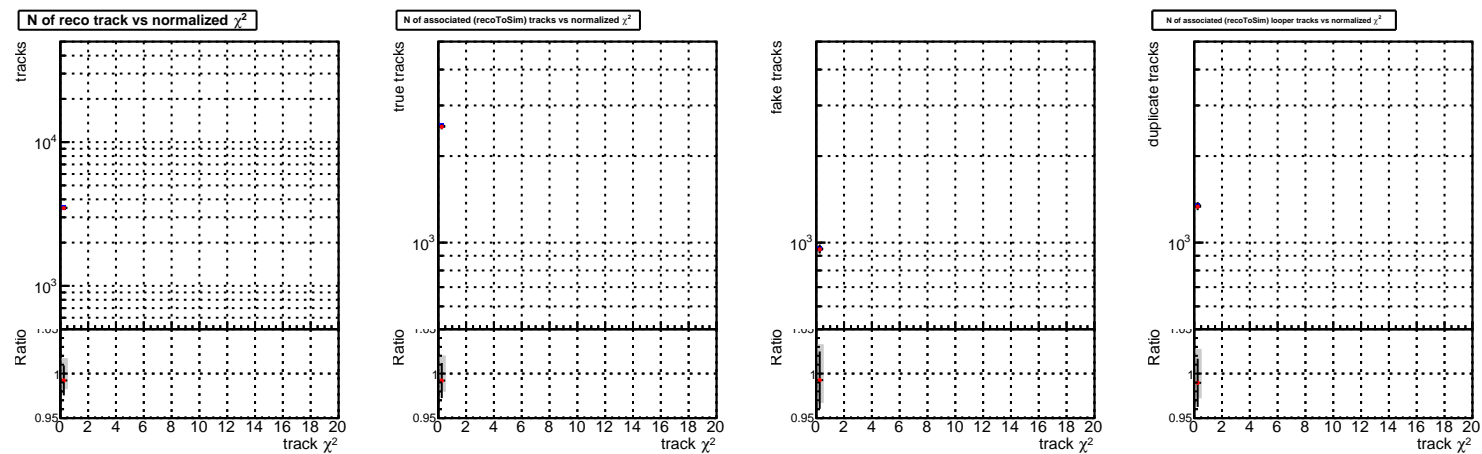 N of reco track vs normalized χ²
N of associated (recoToSim) tracks vs normalized χ²
N of associated (recoToSim) looper tracks vs normalized χ²
tracks
10⁴
10³
Ratio
1
0.95
0 2 4 6 8 10 12 14 16 18 20
track χ²
true tracks
10³
Ratio
1
0.95
0 2 4 6 8 10 12 14 16 18 20
track χ²
fake tracks
10³
Ratio
1
0.95
0 2 4 6 8 10 12 14 16 18 20
track χ²
duplicate tracks
10³
Ratio
1
0.95
0 2 4 6 8 10 12 14 16 18 20
track χ²